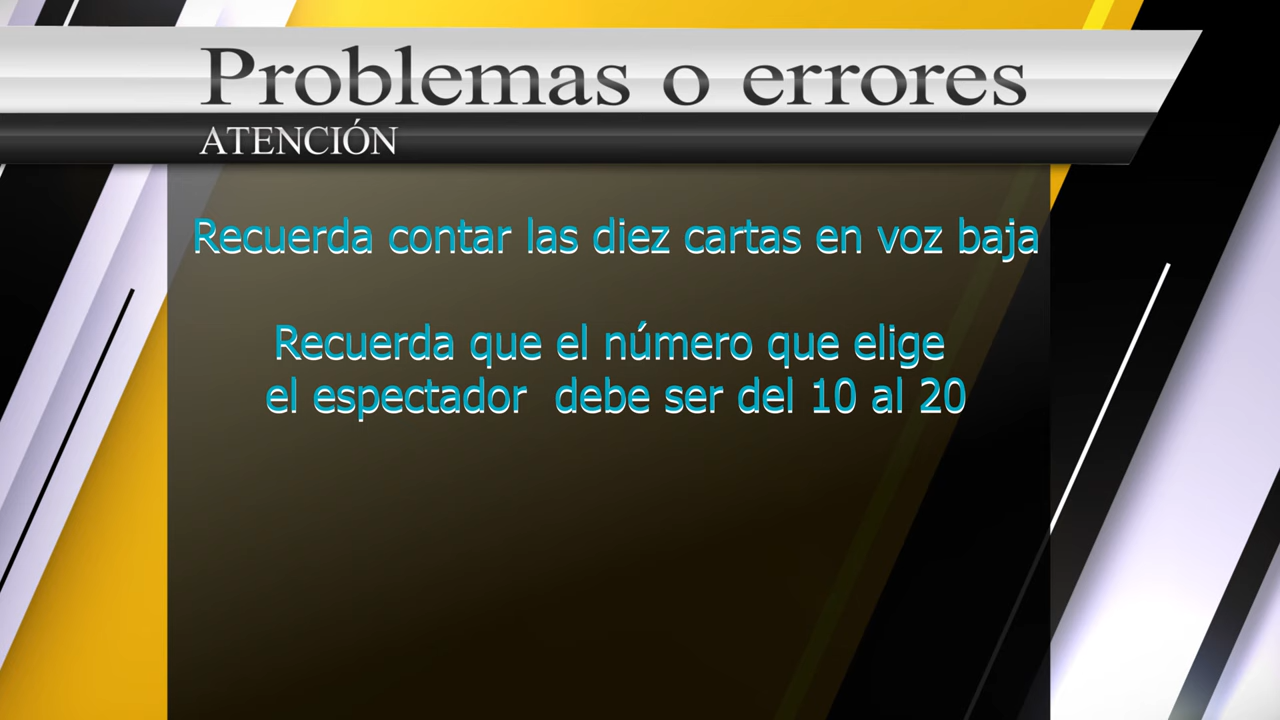 Problemas o errores
ATENCIÓN
Recuerda contar las diez cartas en voz baja
Recuerda que el número que elige
el espectador debe ser del 10 al 20